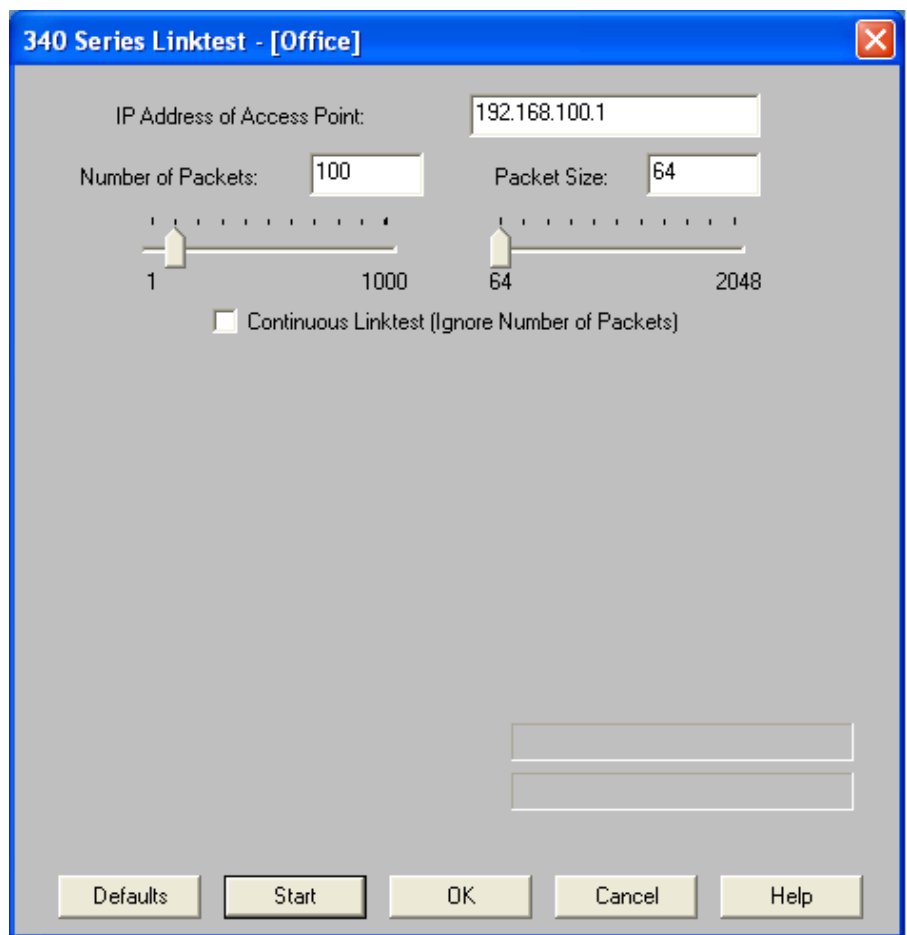 340 Series Linktest - [Office]
IP Address of Access Point: 192.168.100.1
Number of Packets: 100 Packet Size: 64
1 1000 64 2048
Continuous Linktest (Ignore Number of Packets)
Defaults Start OK Cancel Help